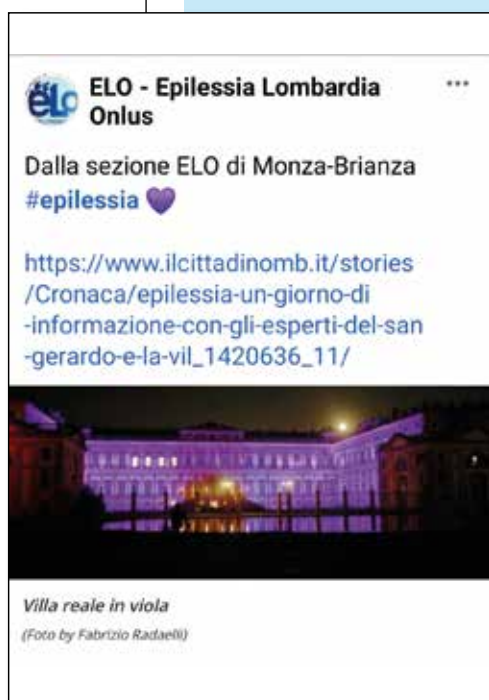 elo
ELO - Epilessia Lombardia
Onlus
Dalla sezione ELO di Monza-Brianza
#epilessia 💜
https://www.ilcittadinomb.it/stories
/Cronaca/epilessia-un-giorno-di
-informazione-con-gli-esperti-del-san
-gerardo-e-la-vil_1420636_11/
Villa reale in viola
(Foto by Fabrizio Radaelli)